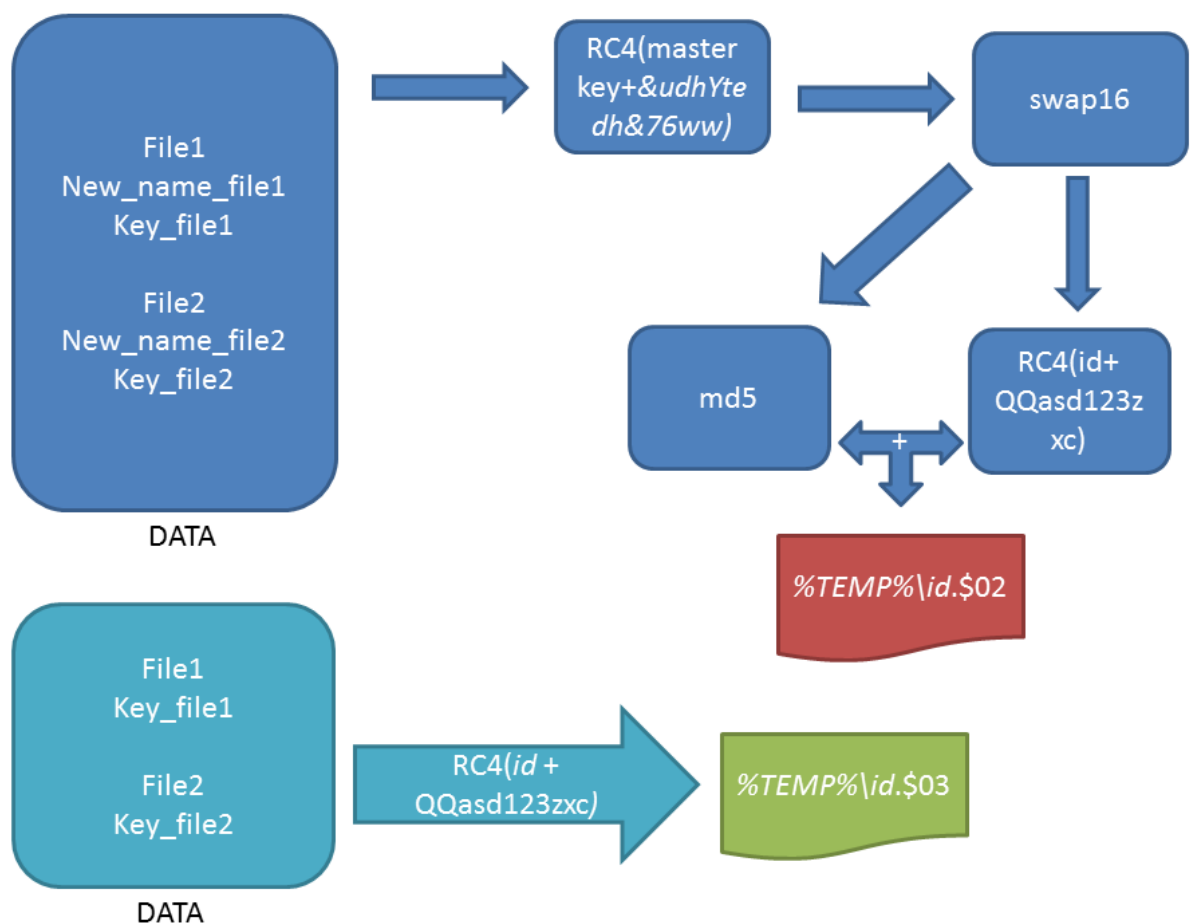 File1
New_name_file1
Key_file1
File2
New_name_file2
Key_file2
DATA
RC4(master
key+&udhYte
dh&76ww)
swap16
md5
+
RC4(id+
QQasd123z
xc)
%TEMP%\id.$02
File1
Key_file1
File2
Key_file2
DATA
RC4(id +
QQasd123zxc)
%TEMP%\id.$03